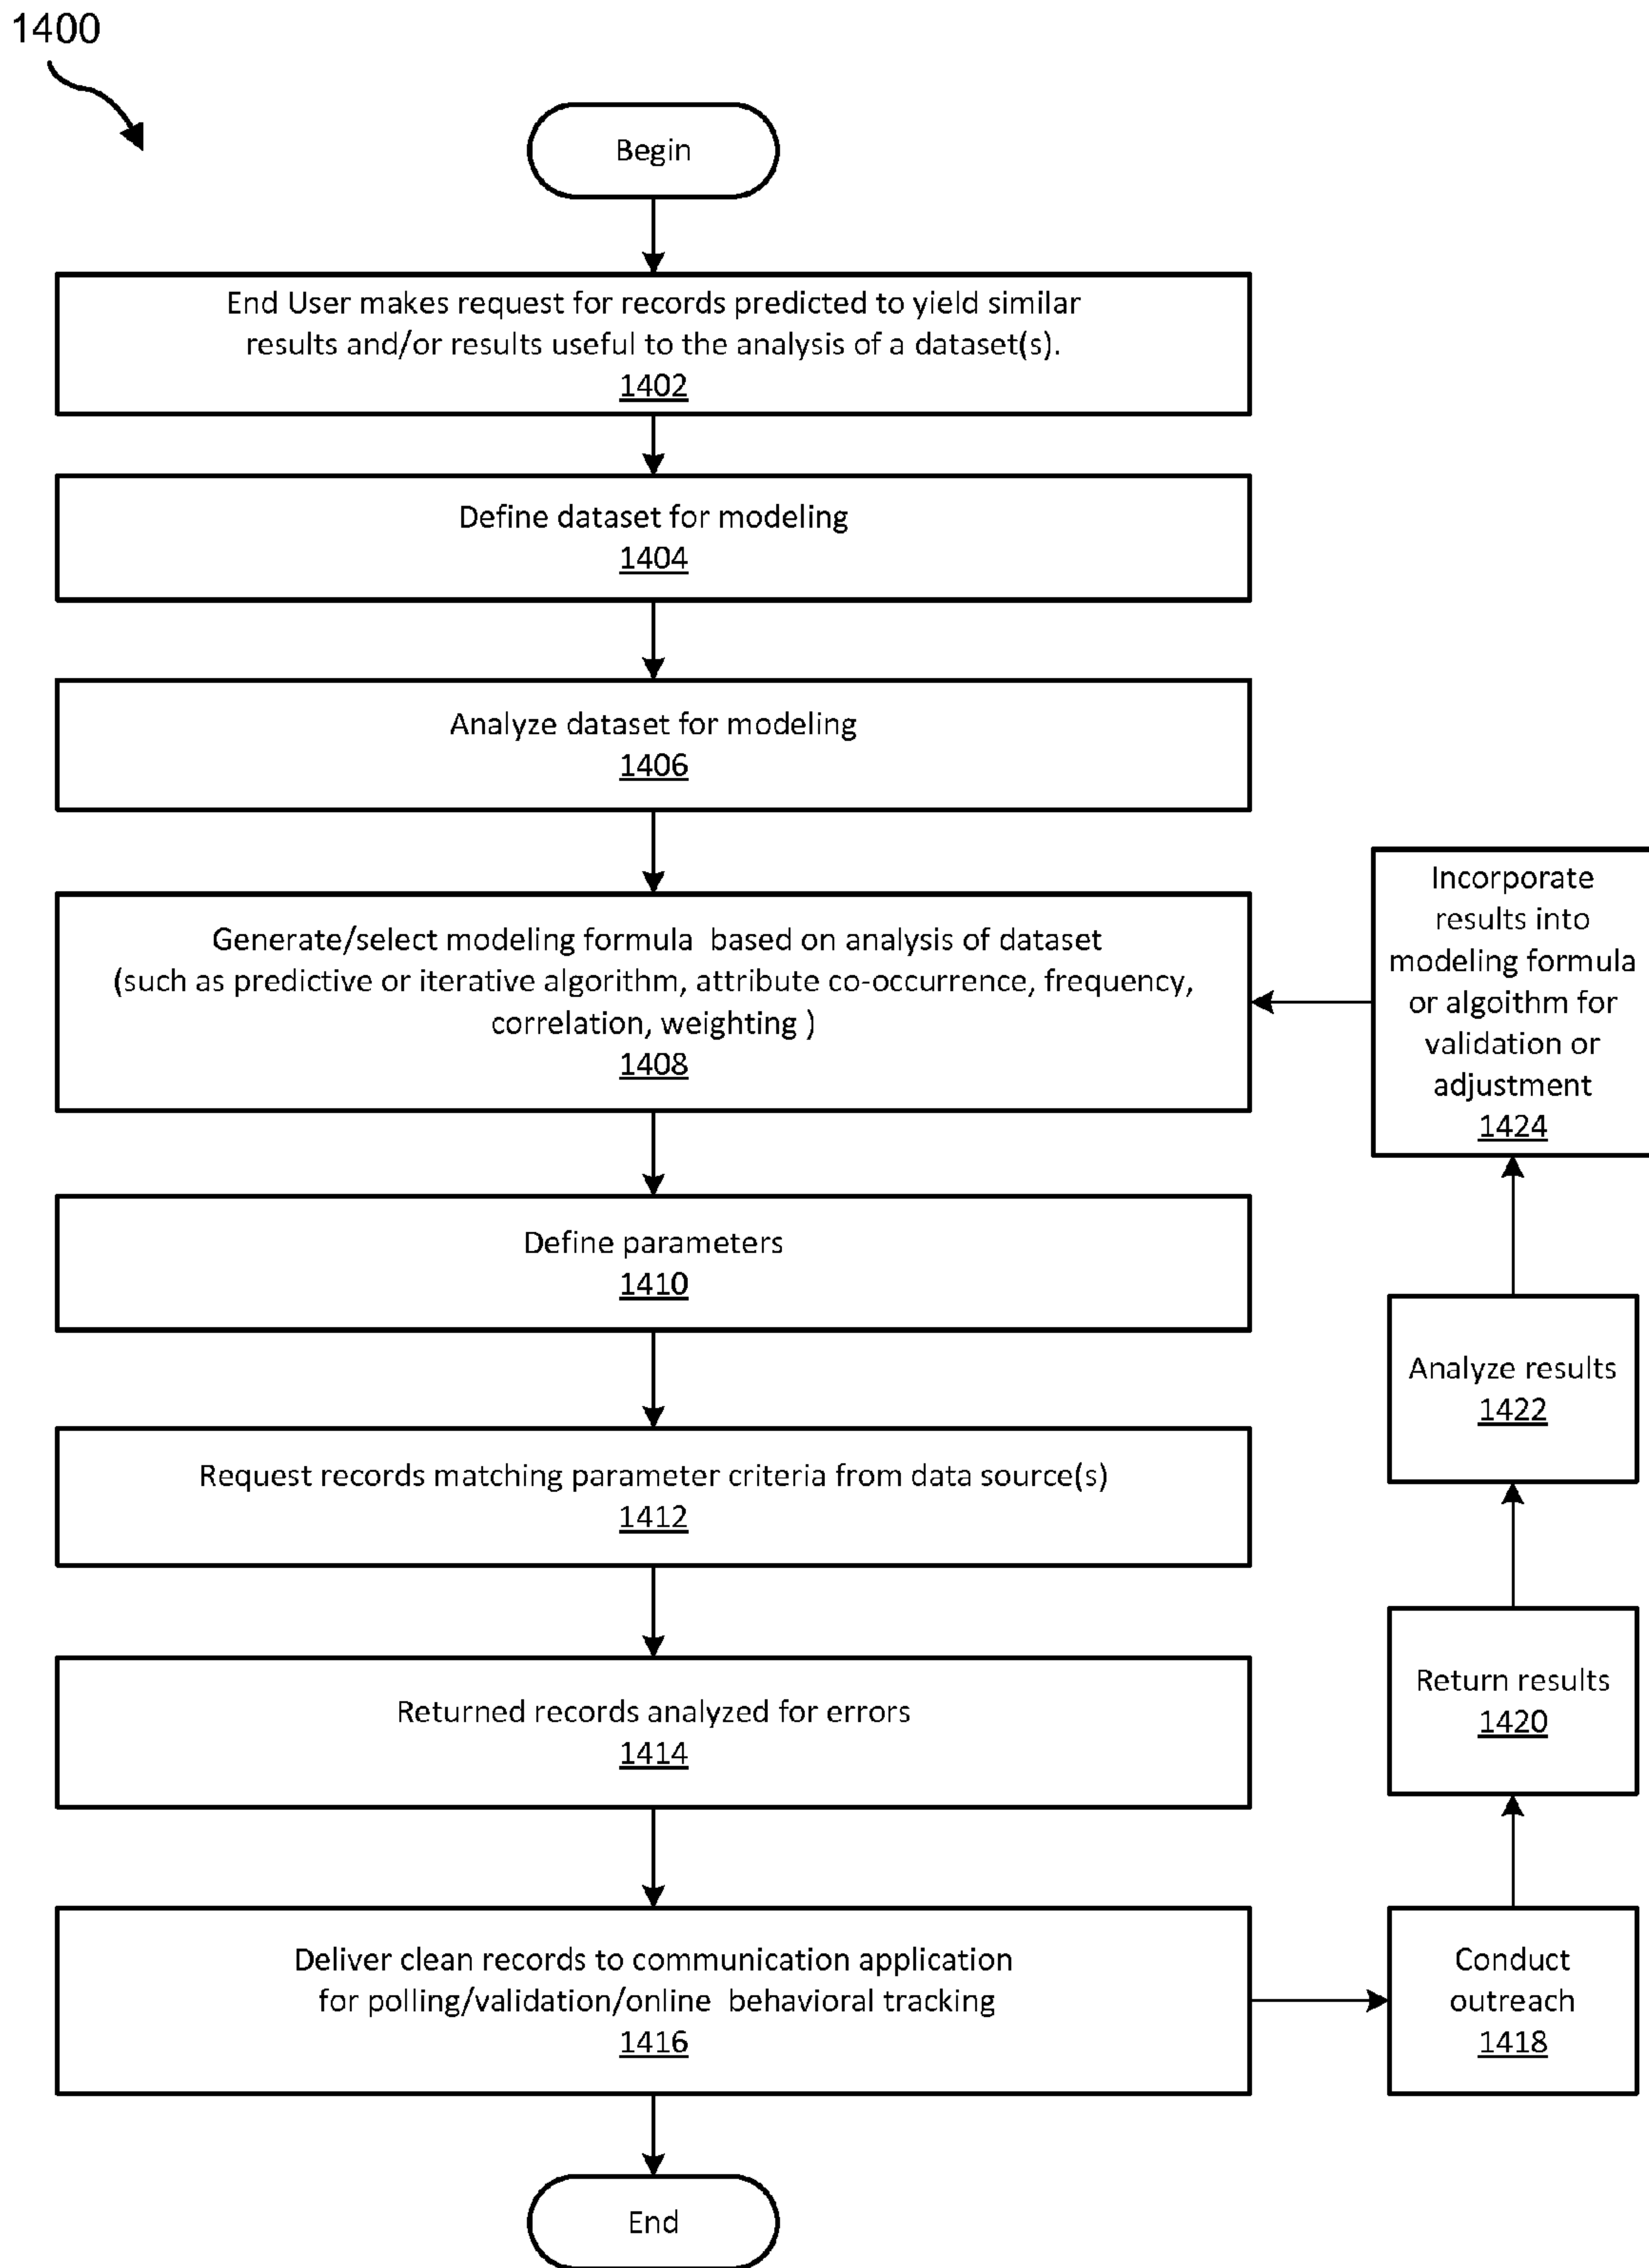 1400
Begin
End User makes request for records predicted to yield similar
results and/or results useful to the analysis of a dataset(s).
1402
Define dataset for modeling
1404
Analyze dataset for modeling
1406
Generate/select modeling formula based on analysis of dataset
(such as predictive or iterative algorithm, attribute co-occurrence, frequency,
correlation, weighting )
1408
Define parameters
1410
Request records matching parameter criteria from data source(s)
1412
Returned records analyzed for errors
1414
Deliver clean records to communication application
for polling/validation/online behavioral tracking
1416
Conduct
outreach
1418
Return results
1420
Analyze results
1422
Incorporate
results into
modeling formula
or algoithm for
validation or
adjustment
1424
End